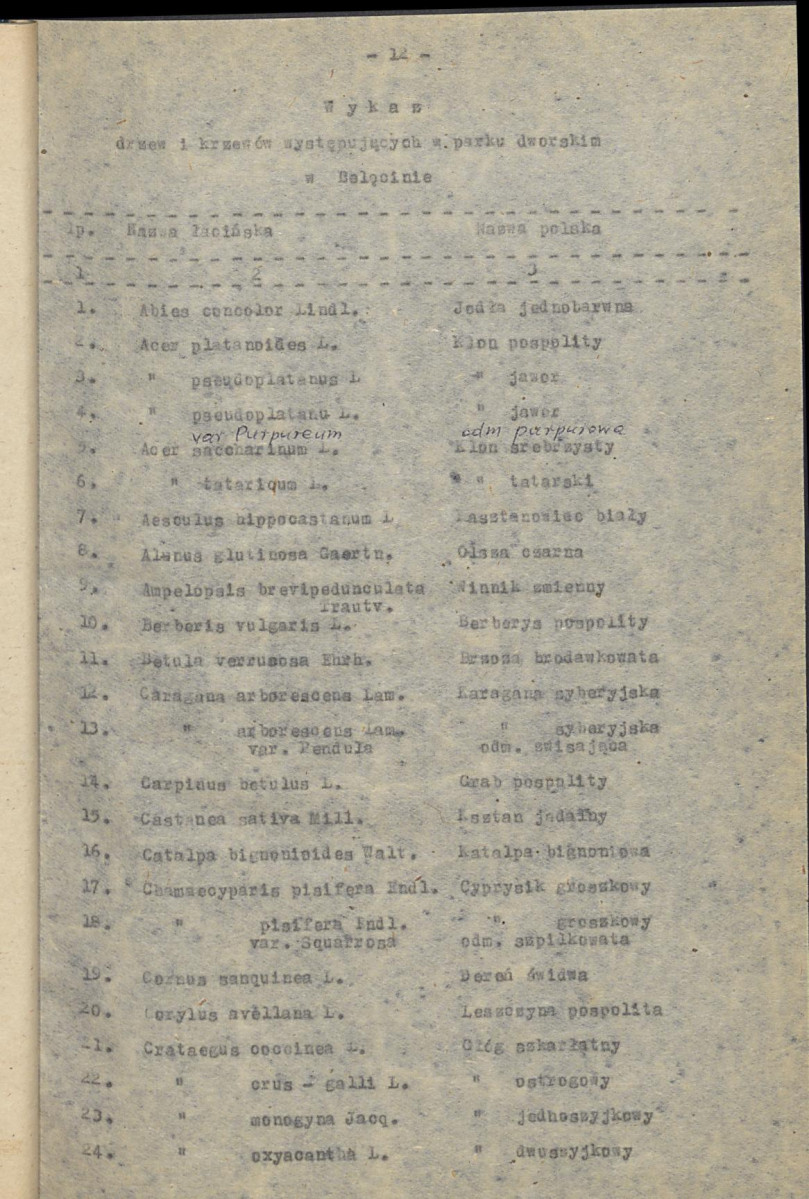 - 12 -
Wykaz
drzew i krzewów występujących w parku dworskim
w Belęcinie
lp. Nazwa łacińska Nazwa polska
1 2 3
1. Abies concolor Lindl. Jodła jednobarwna
2. Acer platanoides L. Klon pospolity
3. " pseudoplatanus L " jawor
4. " pseudoplatanu L. " jawor
var Purpureum odm purpurowa
5. Acer saccharinum L. Klon srebrzysty
6. " tatariqum L. " tatarski
7. Aesculus hippocastanum L Kasztanowiec biały
8. Alenus glutinosa Gaertn. Olsza czarna
9. Ampelopsis brevipedunculata Winnik zmienny
Trautv.
10. Berberis vulgaris L. Berberys pospolity
11. Betula verrusosa Ehrh. Brzoza brodawkowata
12. Caragana arborescens Lam. Karagana syberyjska
13. " arborescens Lam. " syberyjska
var. Pendula odm. zwisająca
14. Carpinus betulus L. Grab pospolity
15. Castanea sativa Mill. Ksztan jadalny
16. Catalpa bignonioides Walt. Katalpa bignoniowa
17. Chamaecyparis pisifera Endl. Cyprysik groszkowy
18. " pisifera Endl. " groszkowy
var. Squarrosa odm. szpilkowata
19. Cornus sanquinea L. Dereń świdwa
20. Corylus avellana L. Leszczyna pospolita
21. Crataegus coccinea L. Głóg szkarłatny
22. " crus - galli L. " ostrogowy
23. " monogyna Jacq. " jednoszyjkowy
24. " oxyacantha L. " dwuszyjkowy